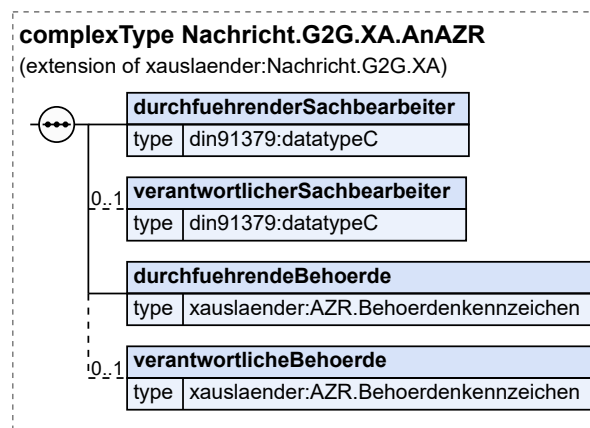 complexType Nachricht.G2G.XA.AnAZR
(extension of xauslaender:Nachricht.G2G.XA)
durchfuehrenderSachbearbeiter
type din91379:datatypeC
0..1 verantwortlicherSachbearbeiter
type din91379:datatypeC
durchfuehrendeBehoerde
type xauslaender:AZR.Behoerdenkennzeichen
0..1 verantwortlicheBehoerde
type xauslaender:AZR.Behoerdenkennzeichen